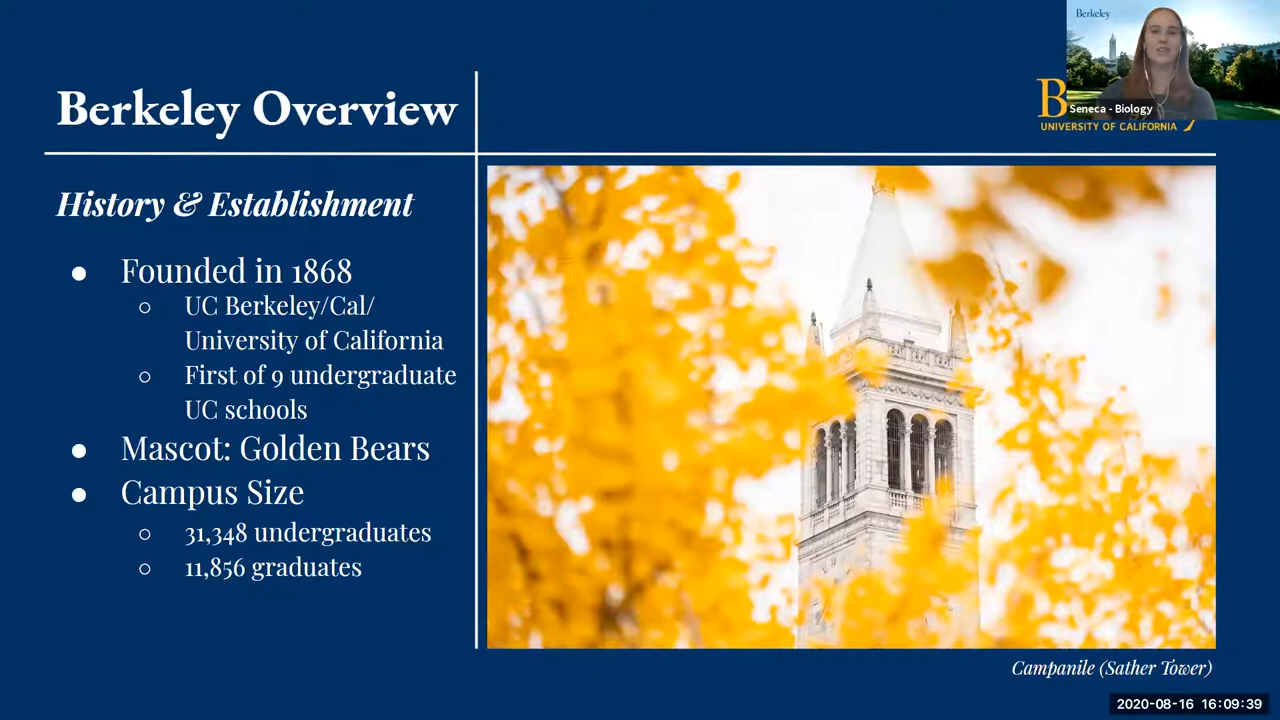 Berkeley
Berkeley Overview
B
Seneca - Biology
UNIVERSITY OF CALIFORNIA
History & Establishment
● Founded in 1868
○ UC Berkeley/Cal/
University of California
○ First of 9 undergraduate
UC schools
● Mascot: Golden Bears
● Campus Size
○ 31,348 undergraduates
○ 11,856 graduates
Campanile (Sather Tower)
2020-08-16 16:09:39